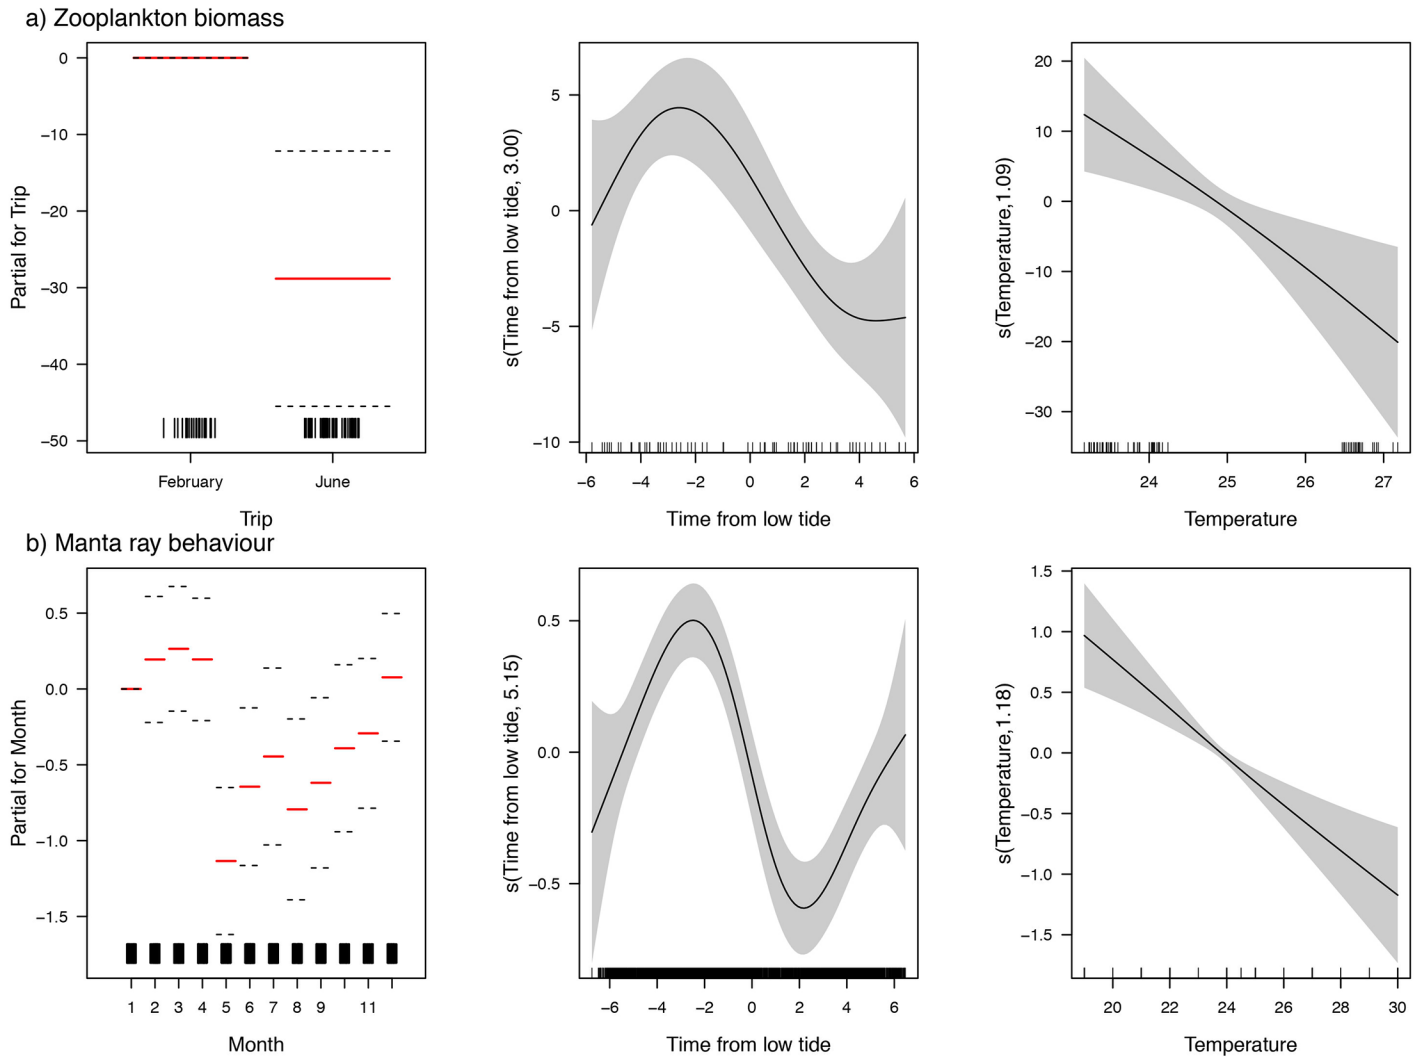 a) Zooplankton biomass
Partial for Trip
0
−10
−20
−30
−40
−50
February June
Trip
s(Time from low tide, 3.00)
5
0
−5
−10
−6 −4 −2 0 2 4 6
Time from low tide
s(Temperature,1.09)
20
10
0
−10
−20
−30
24 25 26 27
Temperature
b) Manta ray behaviour
Partial for Month
0.5
0.0
−0.5
−1.0
−1.5
1 2 3 4 5 6 7 8 9 11
Month
s(Time from low tide, 5.15)
0.5
0.0
−0.5
−6 −4 −2 0 2 4 6
Time from low tide
s(Temperature,1.18)
1.5
1.0
0.5
0.0
−0.5
−1.0
−1.5
20 22 24 26 28 30
Temperature